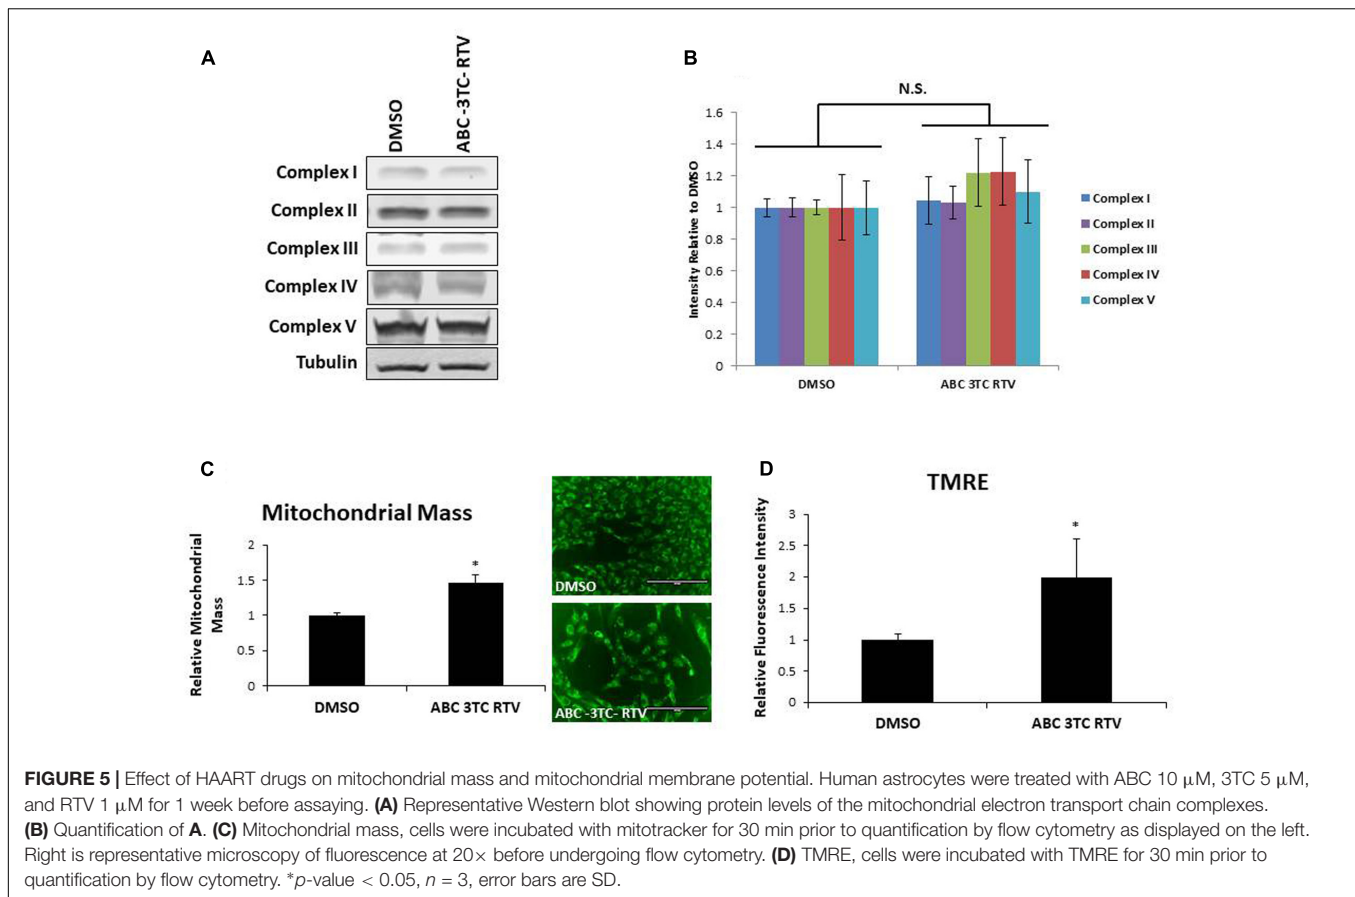 A
DMSO
ABC -3TC- RTV
Complex I
Complex II
Complex III
Complex IV
Complex V
Tubulin
B
N.S.
Intensity Relative to DMSO
1.6
1.4
1.2
1
0.8
0.6
0.4
0.2
0
DMSO
ABC 3TC RTV
Complex I
Complex II
Complex III
Complex IV
Complex V
C
Mitochondrial Mass
Relative Mitochondrial
Mass
2
1.5
1
0.5
0
*
DMSO
ABC 3TC RTV
DMSO
ABC -3TC- RTV
D
TMRE
Relative Fluorescence Intensity
3
2.5
2
1.5
1
0.5
0
*
DMSO
ABC 3TC RTV
FIGURE 5 | Effect of HAART drugs on mitochondrial mass and mitochondrial membrane potential. Human astrocytes were treated with ABC 10 μM, 3TC 5 μM,
and RTV 1 μM for 1 week before assaying. (A) Representative Western blot showing protein levels of the mitochondrial electron transport chain complexes.
(B) Quantification of A. (C) Mitochondrial mass, cells were incubated with mitotracker for 30 min prior to quantification by flow cytometry as displayed on the left.
Right is representative microscopy of fluorescence at 20× before undergoing flow cytometry. (D) TMRE, cells were incubated with TMRE for 30 min prior to
quantification by flow cytometry. *p-value < 0.05, n = 3, error bars are SD.